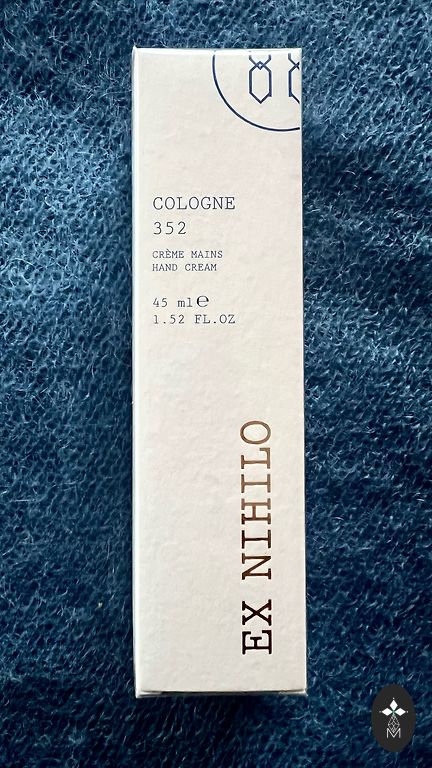 COLOGNE
352
CRÈME MAINS
HAND CREAM
45 ml℮
1.52 FL.OZ
EX NIHILO